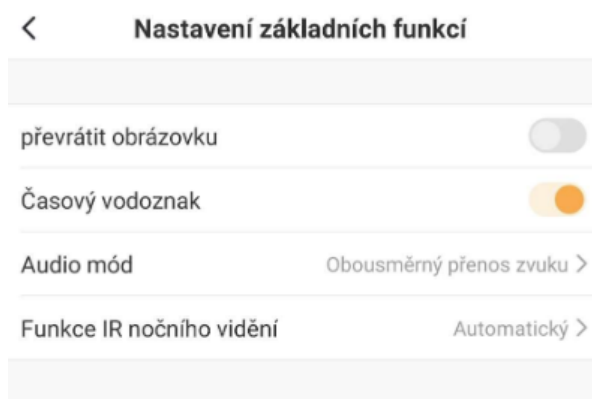 Nastavení základních funkcí
převrátit obrázovku
Časový vodoznak
Audio mód Obousměrný přenos zvuku
Funkce IR nočního vidění Automatický